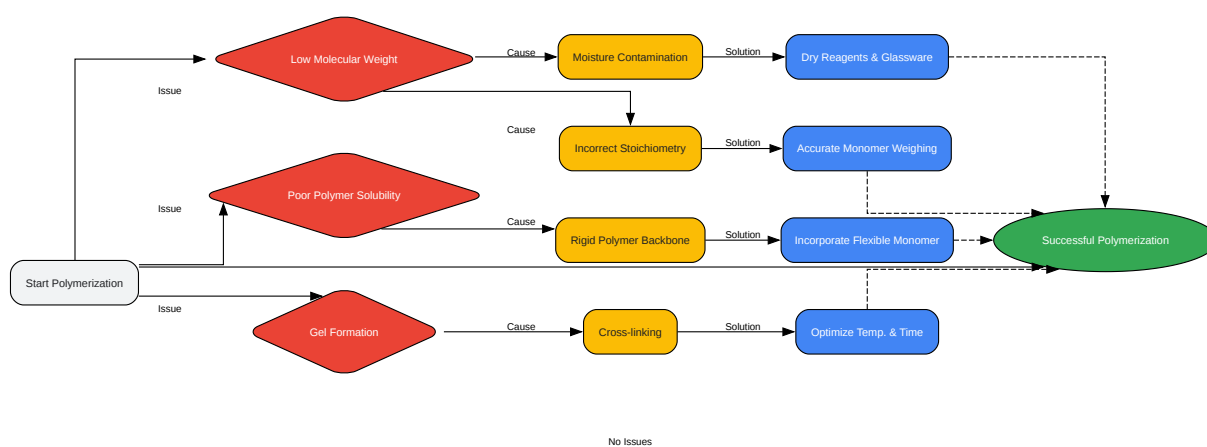 Low Molecular Weight
Cause
Moisture Contamination
Solution
Dry Reagents & Glassware
Issue
Cause
Incorrect Stoichiometry
Solution
Accurate Monomer Weighing
Poor Polymer Solubility
Issue
Cause
Rigid Polymer Backbone
Solution
Incorporate Flexible Monomer
Successful Polymerization
Start Polymerization
Issue
Gel Formation
Cause
Cross-linking
Solution
Optimize Temp. & Time
No Issues